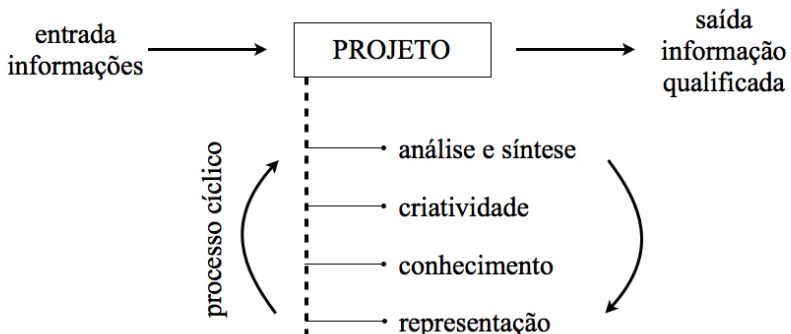 entrada
informações
PROJETO
saída
informação
qualificada
processo cíclico
análise e síntese
criatividade
conhecimento
representação